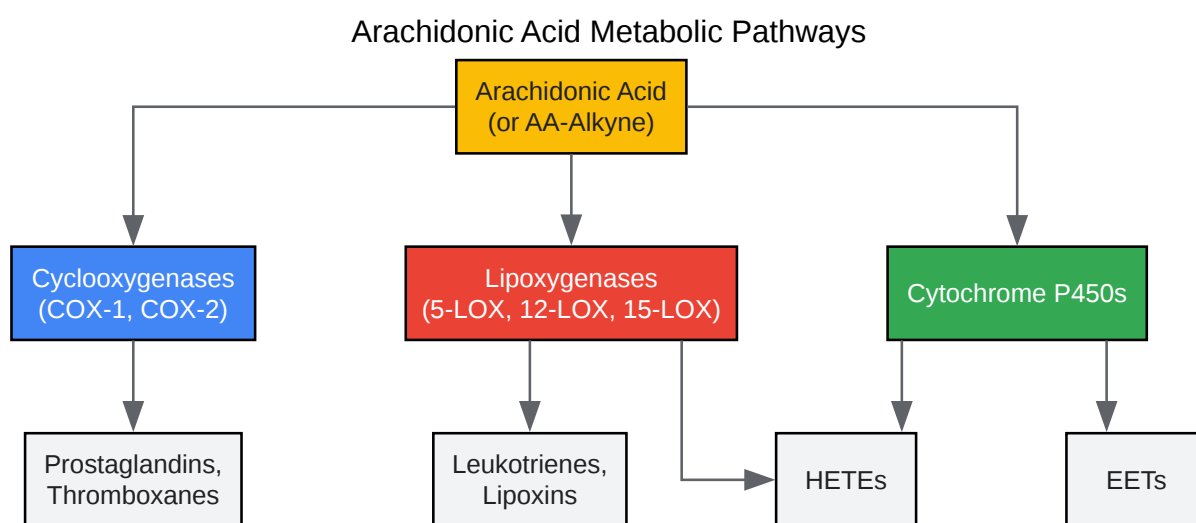 Arachidonic Acid Metabolic Pathways
Arachidonic Acid
(or AA-Alkyne)
Cyclooxygenases
(COX-1, COX-2)
Lipoxygenases
(5-LOX, 12-LOX, 15-LOX)
Cytochrome P450s
Prostaglandins,
Thromboxanes
Leukotrienes,
Lipoxins
HETEs
EETs